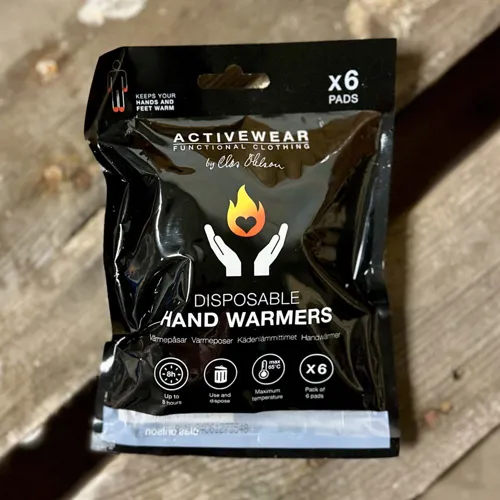 KEEPS YOUR
HANDS AND
FEET WARM
x6
PADS
ACTIVEWEAR
FUNCTIONAL CLOTHING
by Clas Ohlson
DISPOSABLE
HAND WARMERS
Värmepåsar Varmeposer Kädenlämmittimet Handwärmer
8h
max
65°C
x6
Up to
8 hours
Use and
dispose
Maximum
temperature
Pack of
6 pads